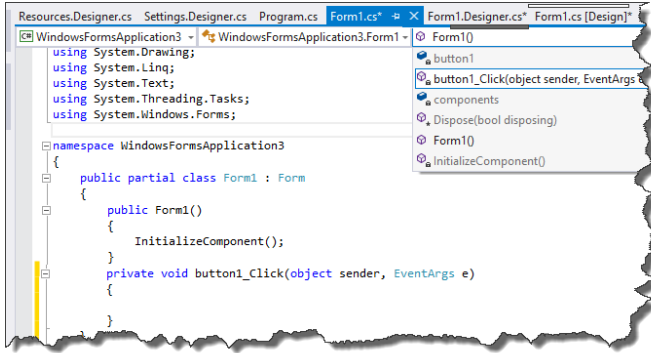 Resources.Designer.cs Settings.Designer.cs Program.cs Form1.cs* Form1.Designer.cs* Form1.cs [Design]*
C# WindowsFormsApplication3 WindowsFormsApplication3.Form1 Form1()
button1
button1_Click(object sender, EventArgs e
components
Dispose(bool disposing)
Form1()
InitializeComponent()
using System.Drawing;
using System.Linq;
using System.Text;
using System.Threading.Tasks;
using System.Windows.Forms;
namespace WindowsFormsApplication3
{
public partial class Form1 : Form
{
public Form1()
{
InitializeComponent();
}
private void button1_Click(object sender, EventArgs e)
{
}
}